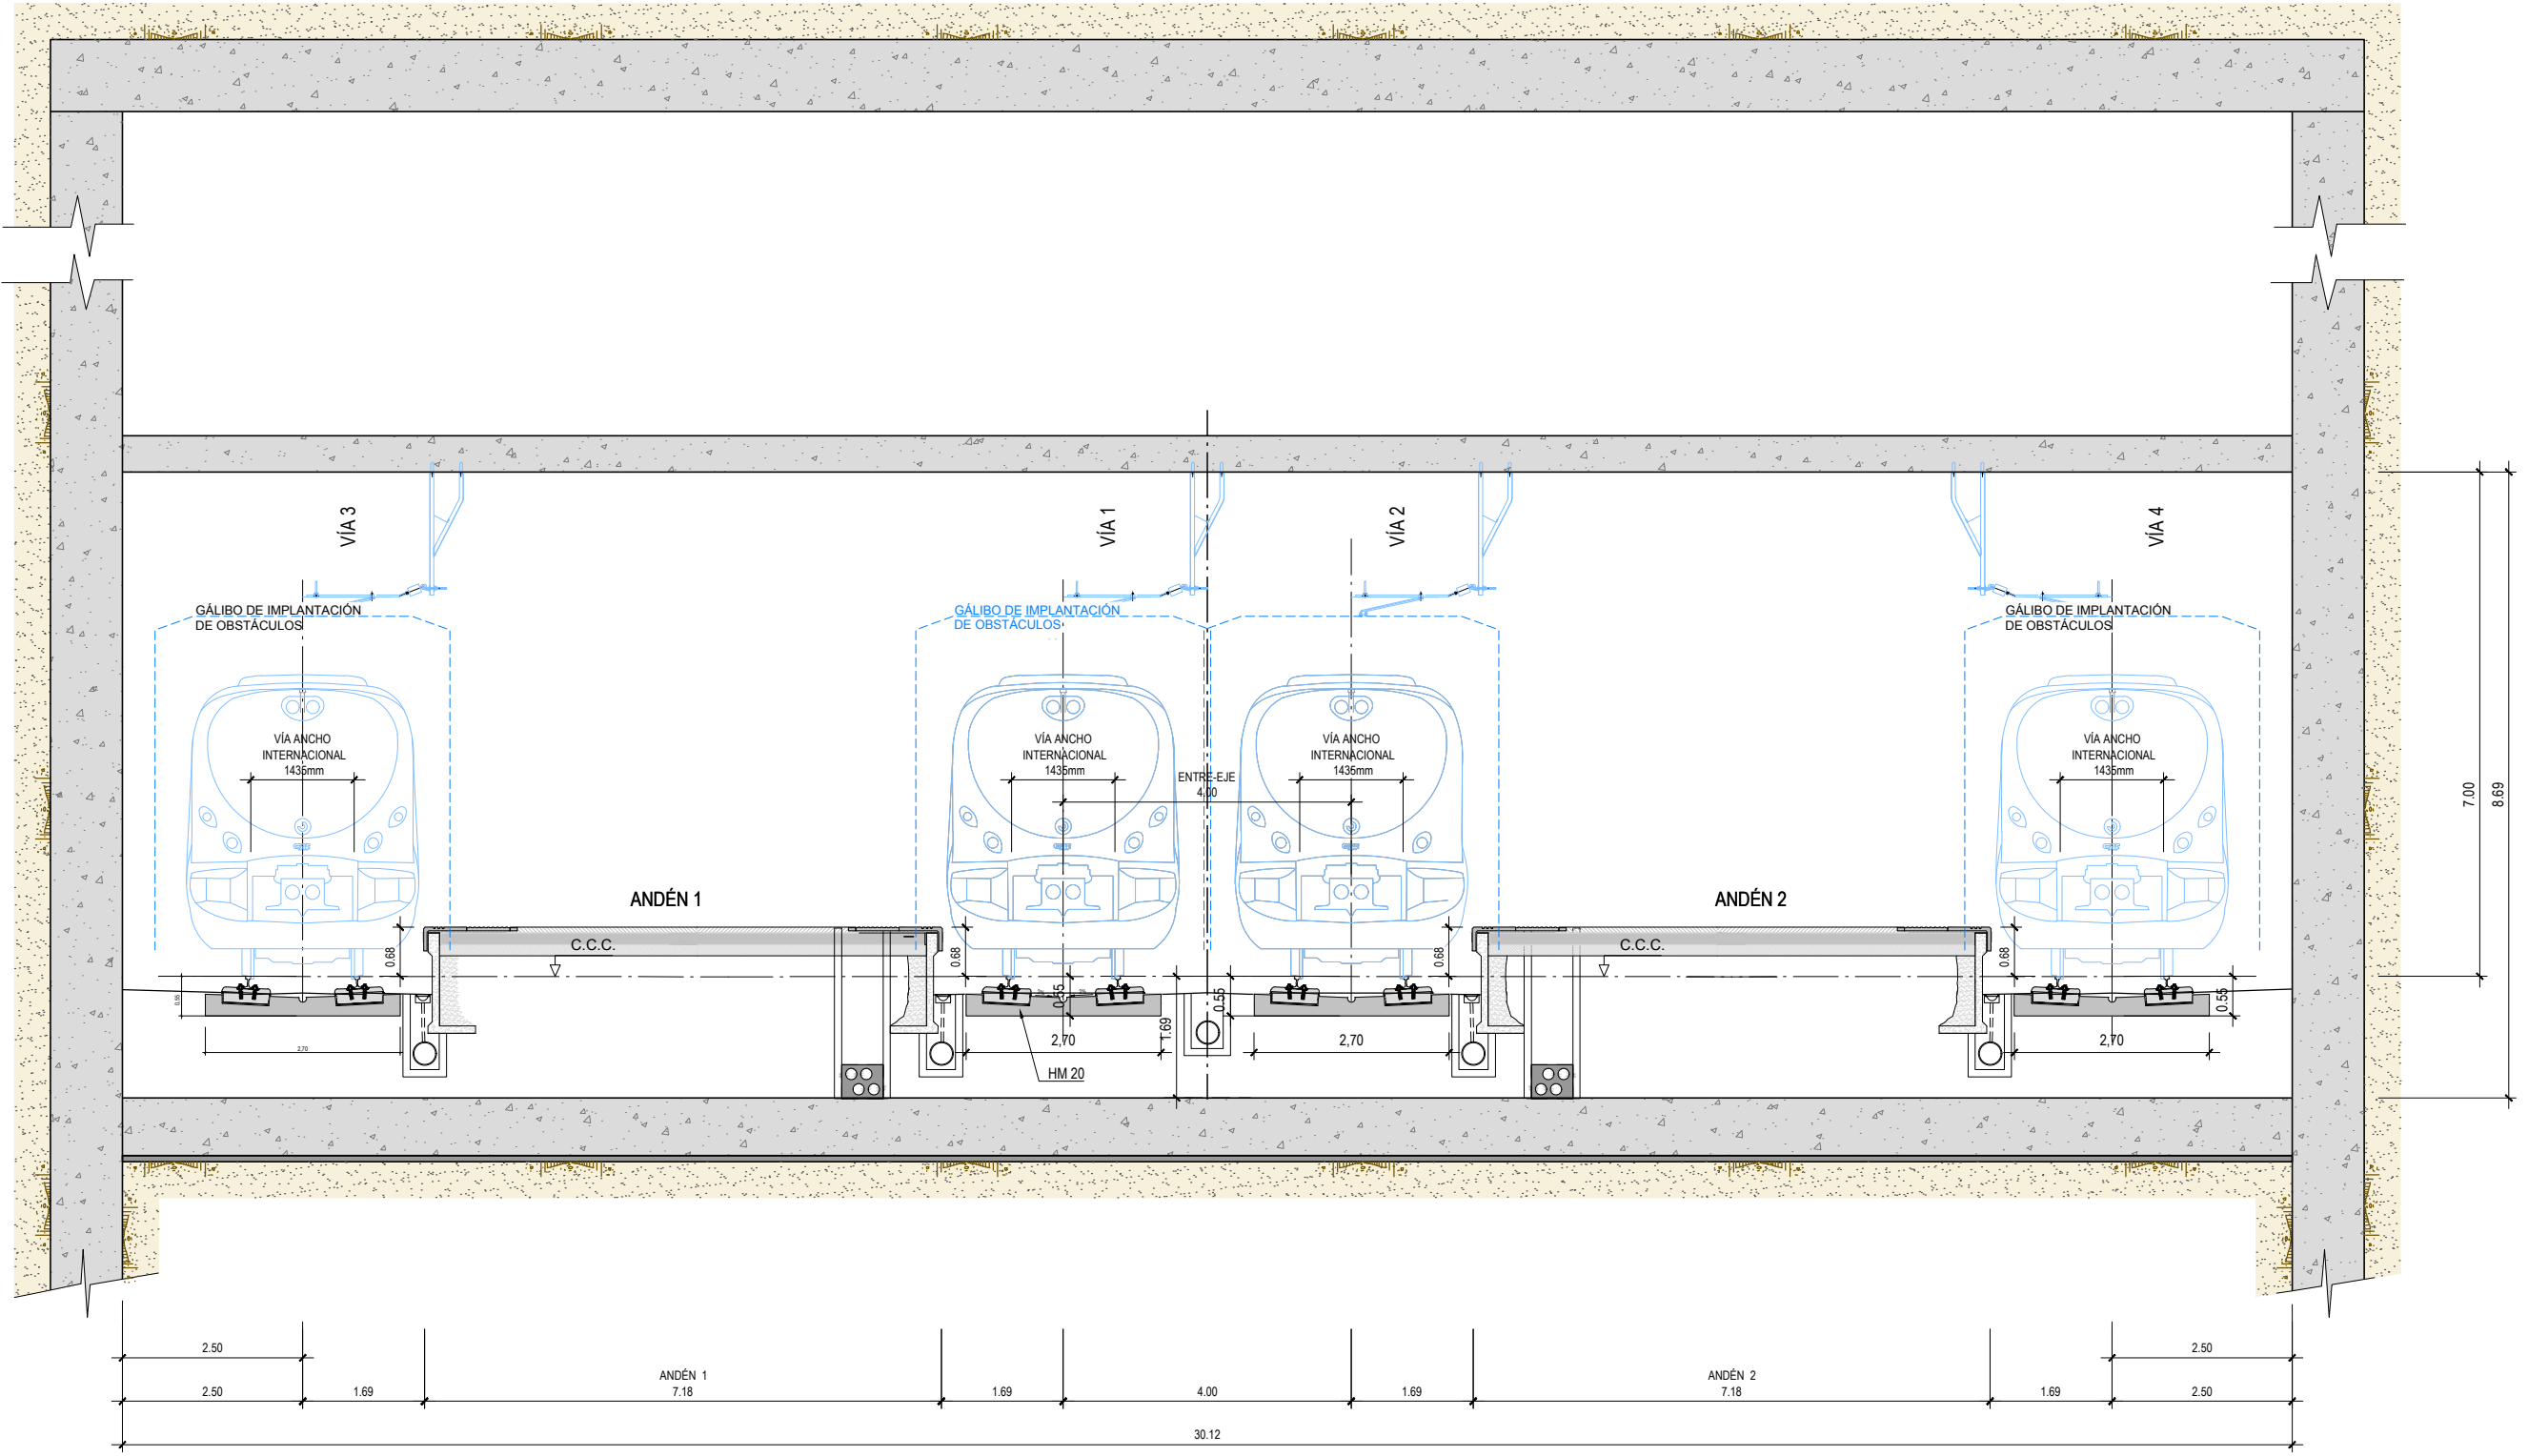 VÍA 3
VÍA 1
VÍA 2
VÍA 4
GÁLIBO DE IMPLANTACIÓN
DE OBSTÁCULOS
GÁLIBO DE IMPLANTACIÓN
DE OBSTÁCULOS
GÁLIBO DE IMPLANTACIÓN
DE OBSTÁCULOS
VÍA ANCHO
INTERNACIONAL
1435mm
VÍA ANCHO
INTERNACIONAL
1435mm
ENTRE-EJE
4,00
VÍA ANCHO
INTERNACIONAL
1435mm
VÍA ANCHO
INTERNACIONAL
1435mm
7.00
8.69
ANDÉN 1
ANDÉN 2
C.C.C.
C.C.C.
0.68
0.68
0.68
0.68
0.55
0.55
0.55
0.55
1.69
2,70
2,70
2,70
2,70
HM 20
2.50
2.50
2.50
1.69
ANDÉN 1
7.18
1.69
4.00
1.69
ANDÉN 2
7.18
1.69
2.50
30.12